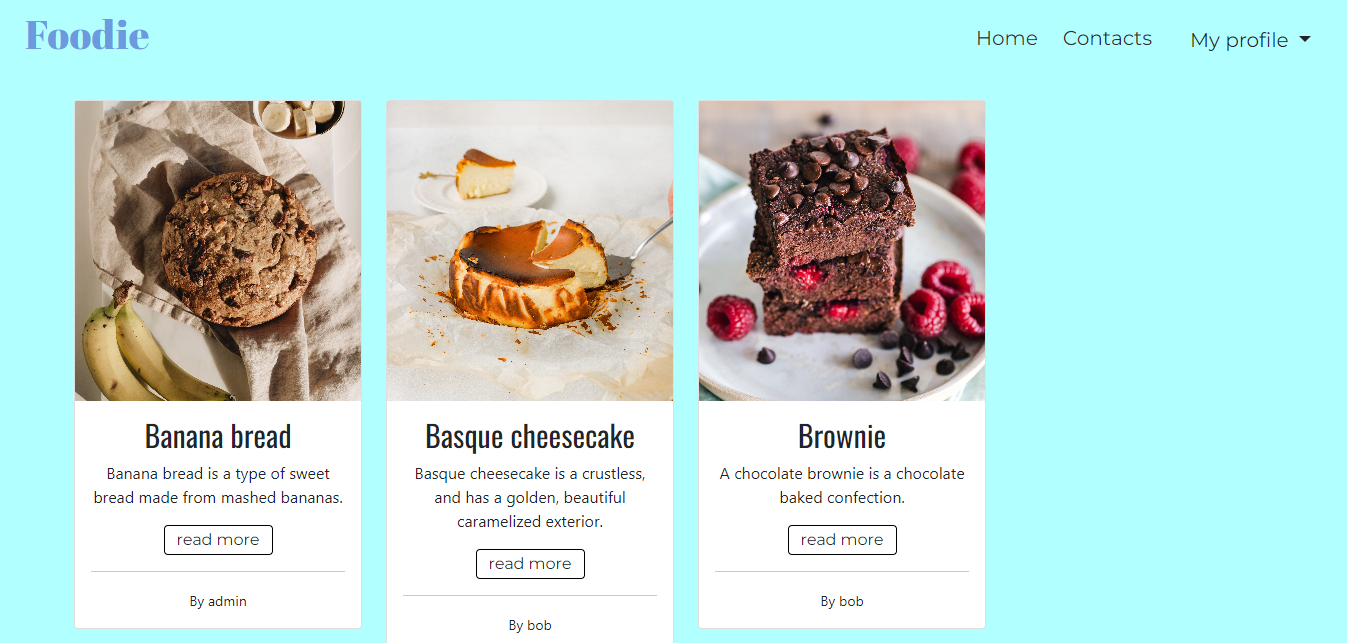 Foodie
Home
Contacts
My profile
Banana bread
Banana bread is a type of sweet
bread made from mashed bananas.
read more
By admin
Basque cheesecake
Basque cheesecake is a crustless,
and has a golden, beautiful
caramelized exterior.
read more
By bob
Brownie
A chocolate brownie is a chocolate
baked confection.
read more
By bob